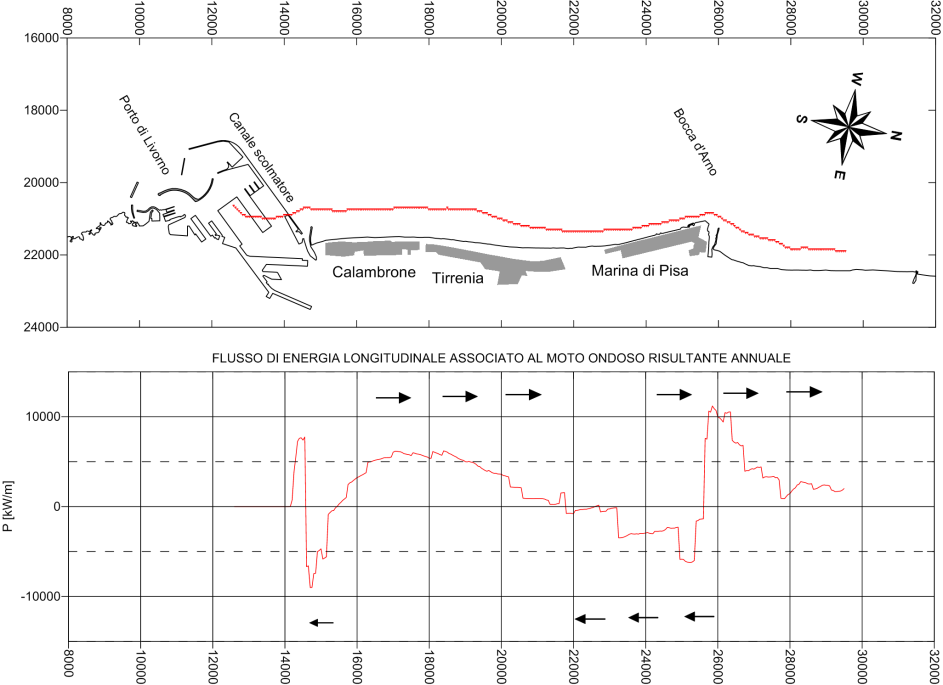 8000 10000 12000 14000 16000 18000 20000 22000 24000 26000 28000 30000 32000
16000
18000
20000
22000
24000
Porto di Livorno
Canale scolmatore
Bocca d'Arno
W
S
N
E
Calambrone
Tirrenia
Marina di Pisa
FLUSSO DI ENERGIA LONGITUDINALE ASSOCIATO AL MOTO ONDOSO RISULTANTE ANNUALE
10000
0
-10000
P [kW/m]
8000 10000 12000 14000 16000 18000 20000 22000 24000 26000 28000 30000 32000